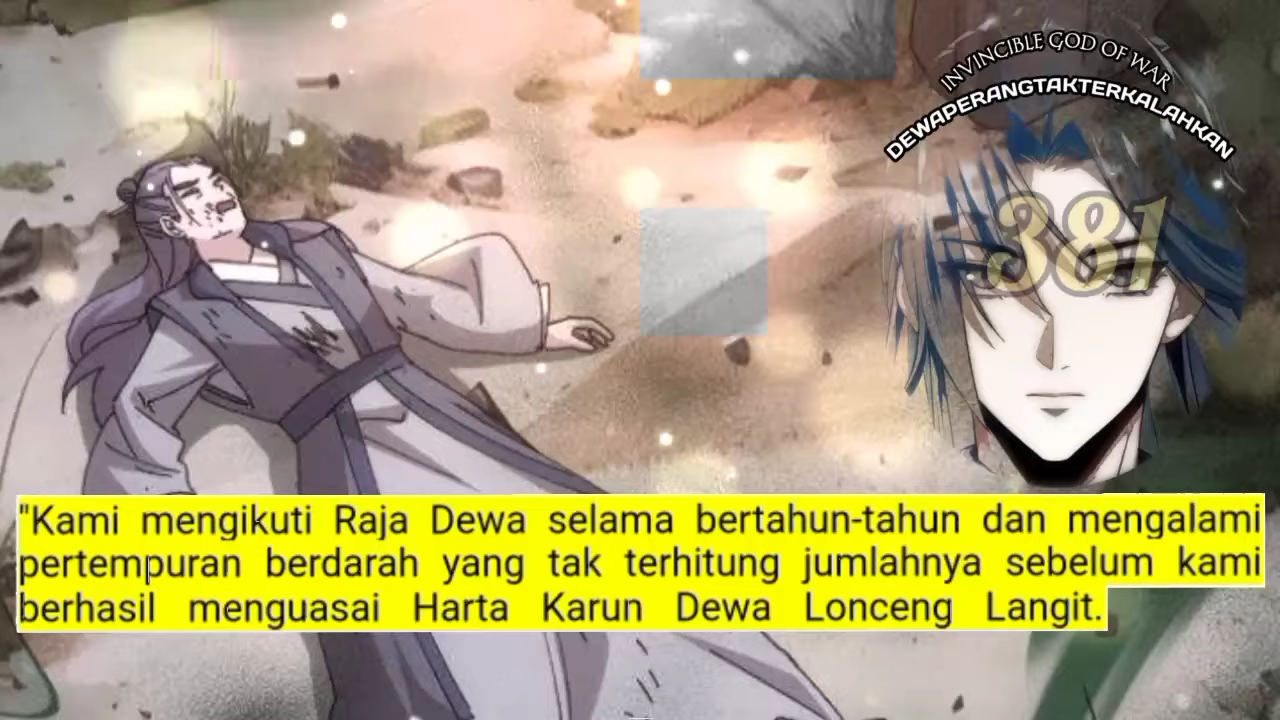 INVINCIBLE GOD OF WAR
DEWAPERANGTAKTERKALAHKAN
381
"Kami mengikuti Raja Dewa selama bertahun-tahun dan mengalami
pertempuran berdarah yang tak terhitung jumlahnya sebelum kami
berhasil menguasai Harta Karun Dewa Lonceng Langit.